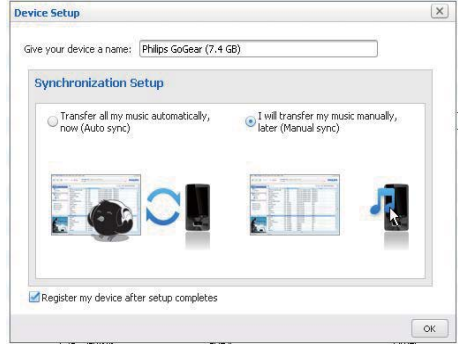 Device Setup
Give your device a name: Philips GoGear (7.4 GB)
Synchronization Setup
Transfer all my music automatically,
now (Auto sync)
I will transfer my music manually,
later (Manual sync)
Register my device after setup completes
OK